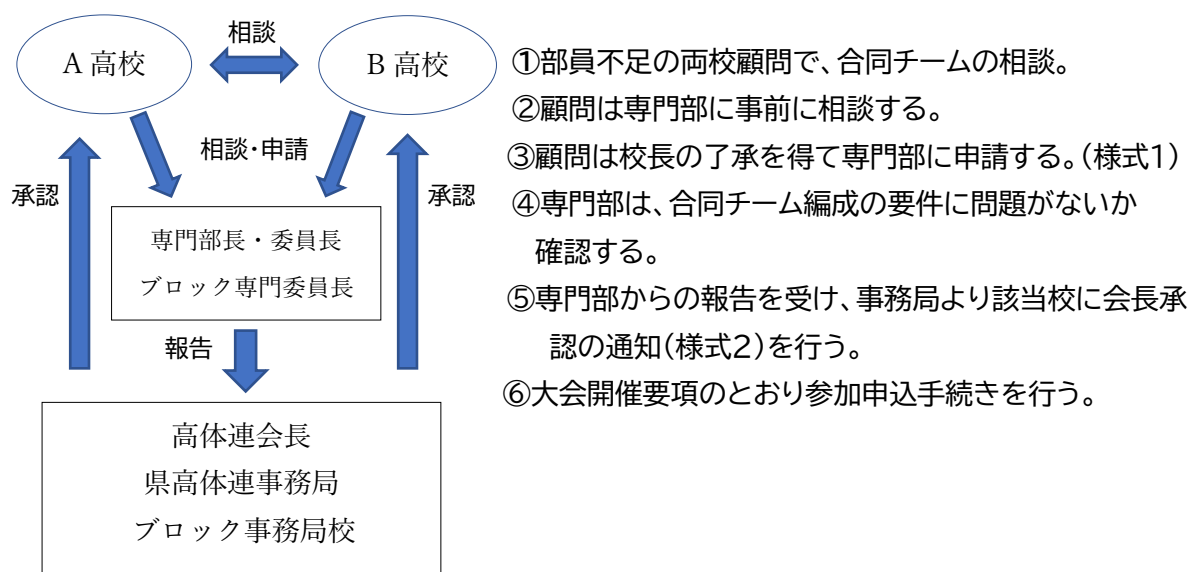 相談
A 高校
B 高校
相談・申請
承認
承認
専門部長・委員長
ブロック専門委員長
報告
高体連会長
県高体連事務局
ブロック事務局校
①部員不足の両校顧問で、合同チームの相談。
②顧問は専門部に事前に相談する。
③顧問は校長の了承を得て専門部に申請する。(様式1)
④専門部は、合同チーム編成の要件に問題がないか
確認する。
⑤専門部からの報告を受け、事務局より該当校に会長承
認の通知(様式2)を行う。
⑥大会開催要項のとおり参加申込手続きを行う。